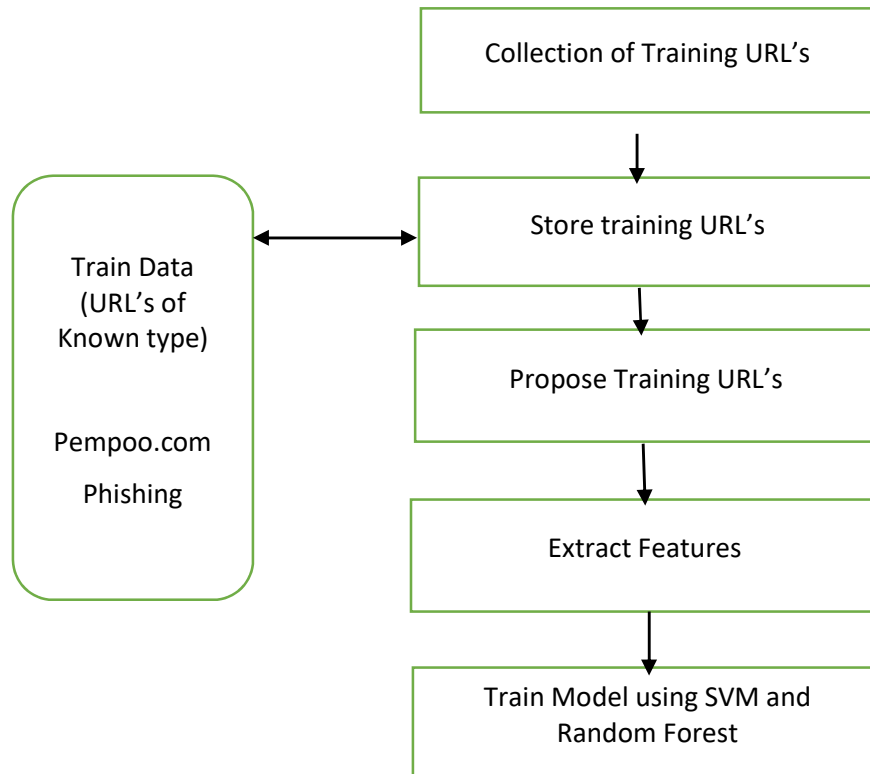 Collection of Training URL’s
Store training URL’s
Train Data
(URL’s of
Known type)
Pempoo.com
Phishing
Propose Training URL’s
Extract Features
Train Model using SVM and
Random Forest